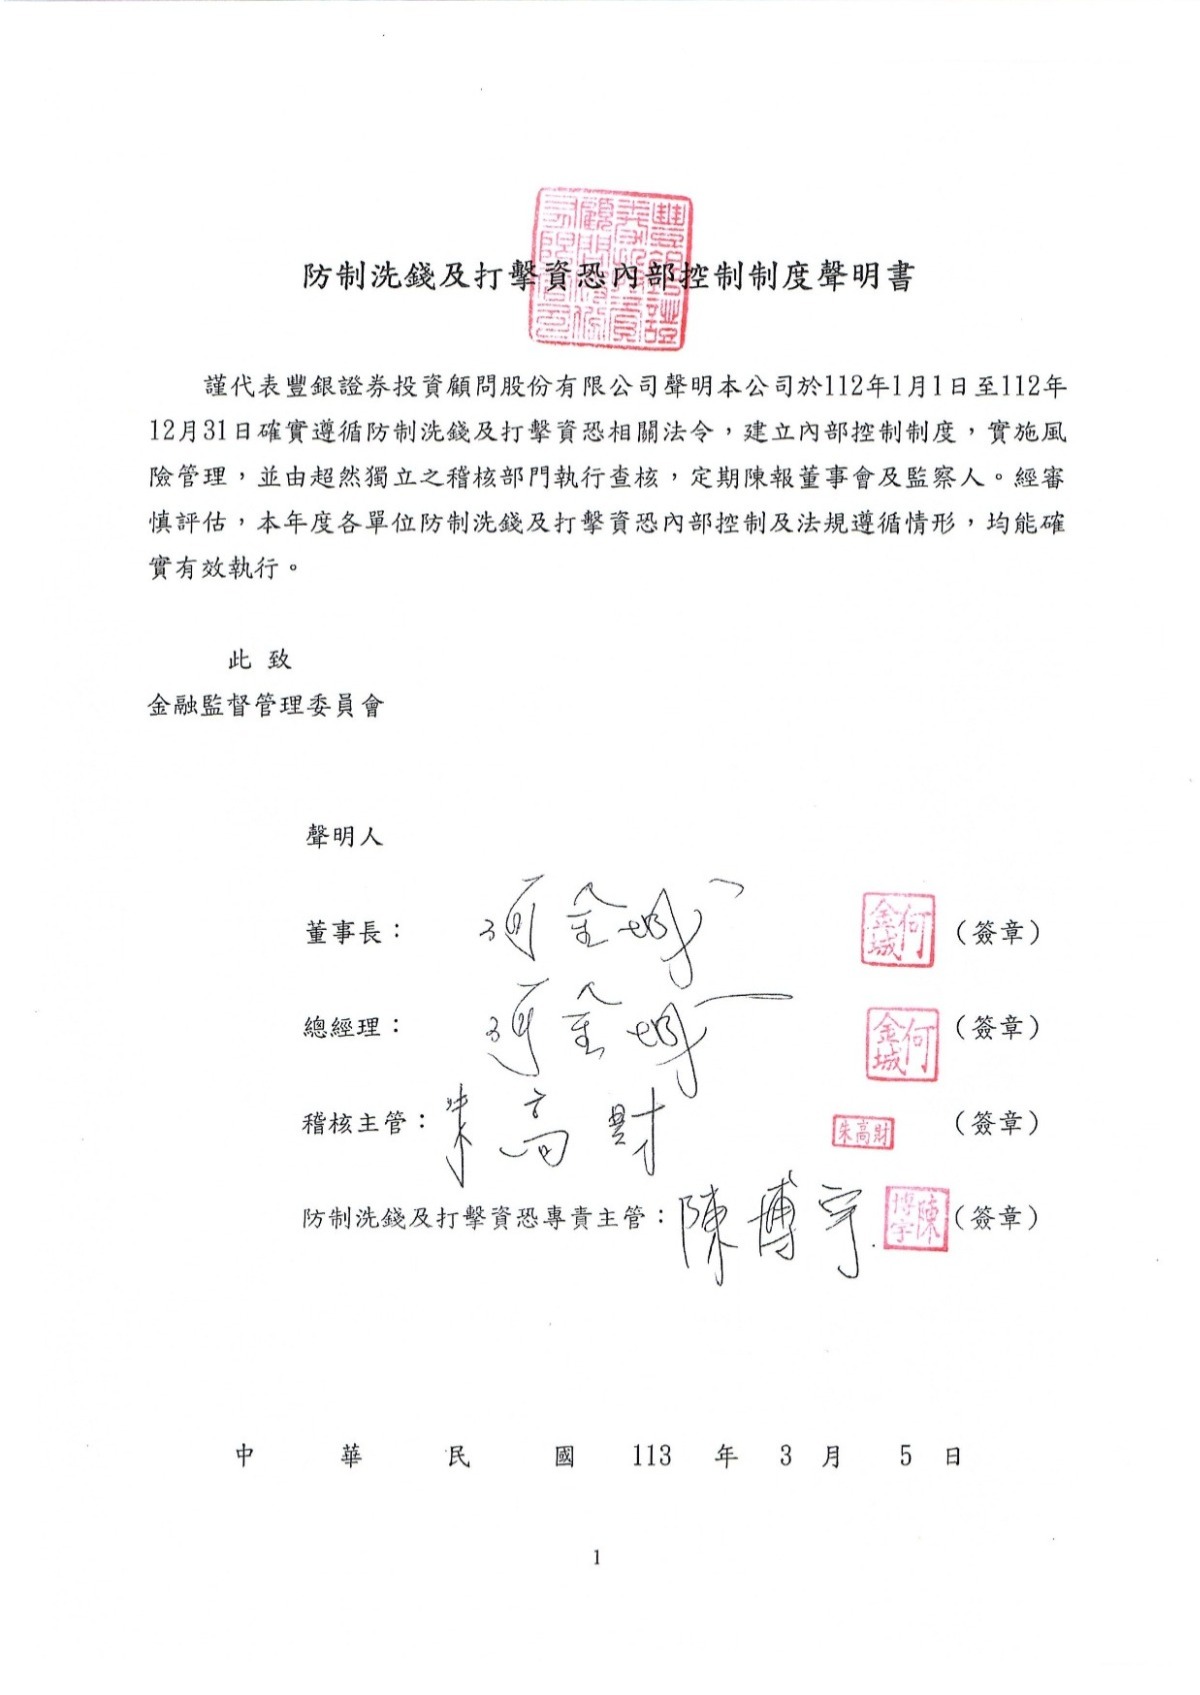 防制洗錢及打擊資恐內部控制制度聲明書
謹代表豐銀證券投資顧問股份有限公司聲明本公司於112年1月1日至112年
12月31日確實遵循防制洗錢及打擊資恐相關法令，建立內部控制制度，實施風
險管理，並由超然獨立之稽核部門執行查核，定期陳報董事會及監察人。經審
慎評估，本年度各單位防制洗錢及打擊資恐內部控制及法規遵循情形，均能確
實有效執行。
此 致
金融監督管理委員會
聲明人
董事長： 何金城 何金城 （簽章）
總經理： 何金城 何金城 （簽章）
稽核主管： 朱高財 朱高財 （簽章）
防制洗錢及打擊資恐專責主管： 陳博宇 陳博宇 （簽章）
中 華 民 國 113 年 3 月 5 日
1